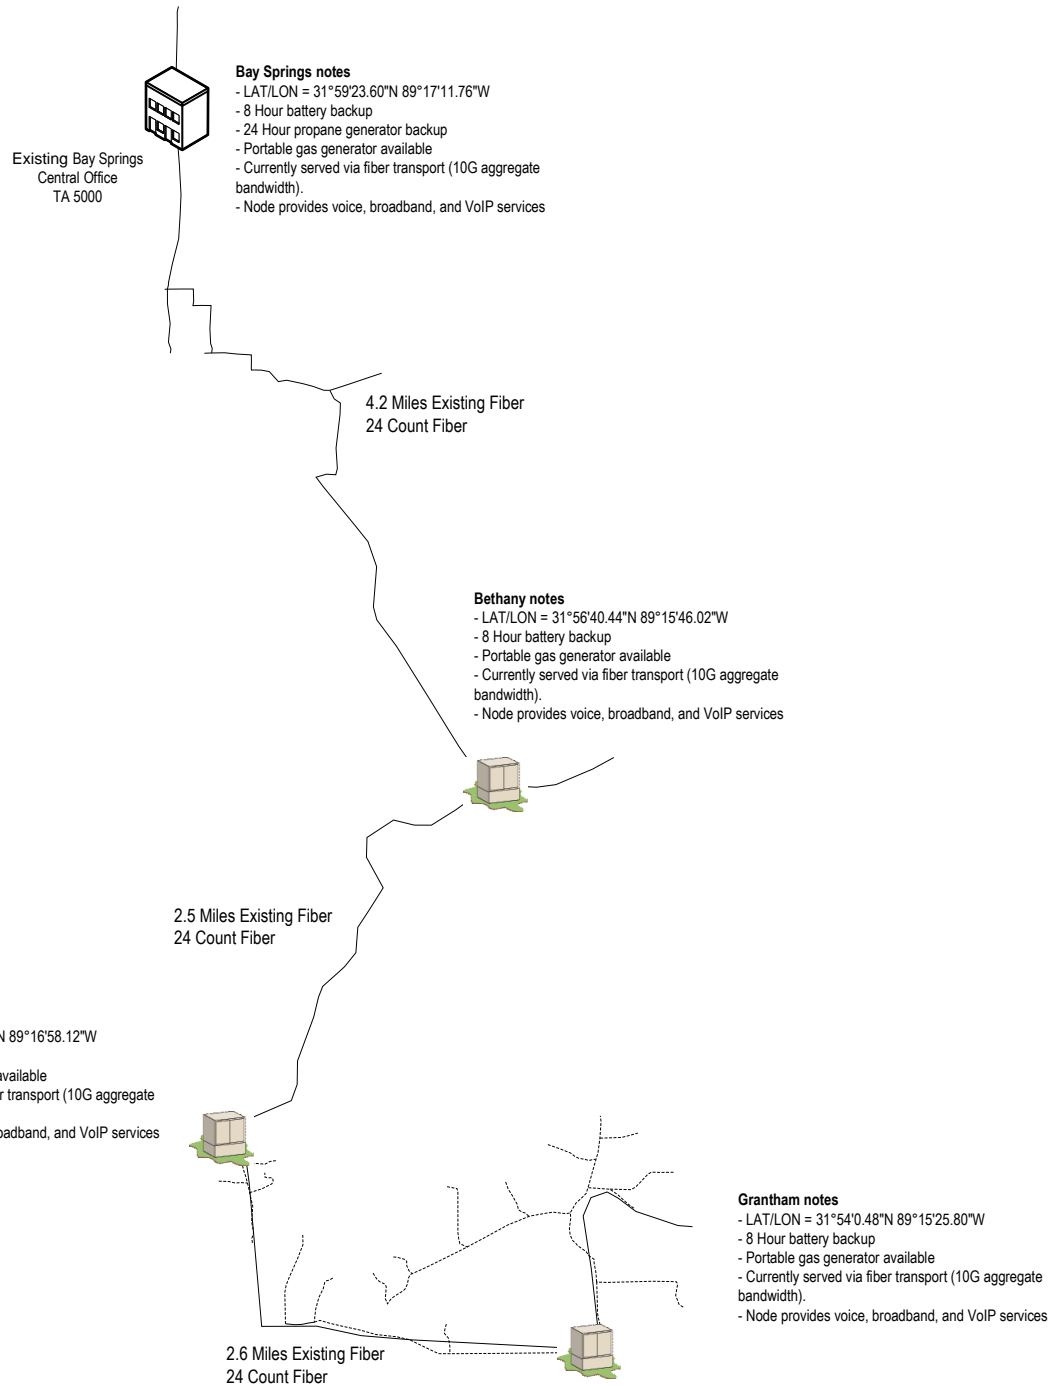 Bay Springs notes
- LAT/LON = 31°59'23.60"N 89°17'11.76"W
- 8 Hour battery backup
- 24 Hour propane generator backup
- Portable gas generator available
- Currently served via fiber transport (10G aggregate
bandwidth).
- Node provides voice, broadband, and VoIP services
Existing Bay Springs
Central Office
TA 5000
4.2 Miles Existing Fiber
24 Count Fiber
Bethany notes
- LAT/LON = 31°56'40.44"N 89°15'46.02"W
- 8 Hour battery backup
- Portable gas generator available
- Currently served via fiber transport (10G aggregate
bandwidth).
- Node provides voice, broadband, and VoIP services
2.5 Miles Existing Fiber
24 Count Fiber
N 89°16'58.12"W
available
transport (10G aggregate
and VoIP services
Grantham notes
- LAT/LON = 31°54'0.48"N 89°15'25.80"W
- 8 Hour battery backup
- Portable gas generator available
- Currently served via fiber transport (10G aggregate
bandwidth).
- Node provides voice, broadband, and VoIP services
2.6 Miles Existing Fiber
24 Count Fiber